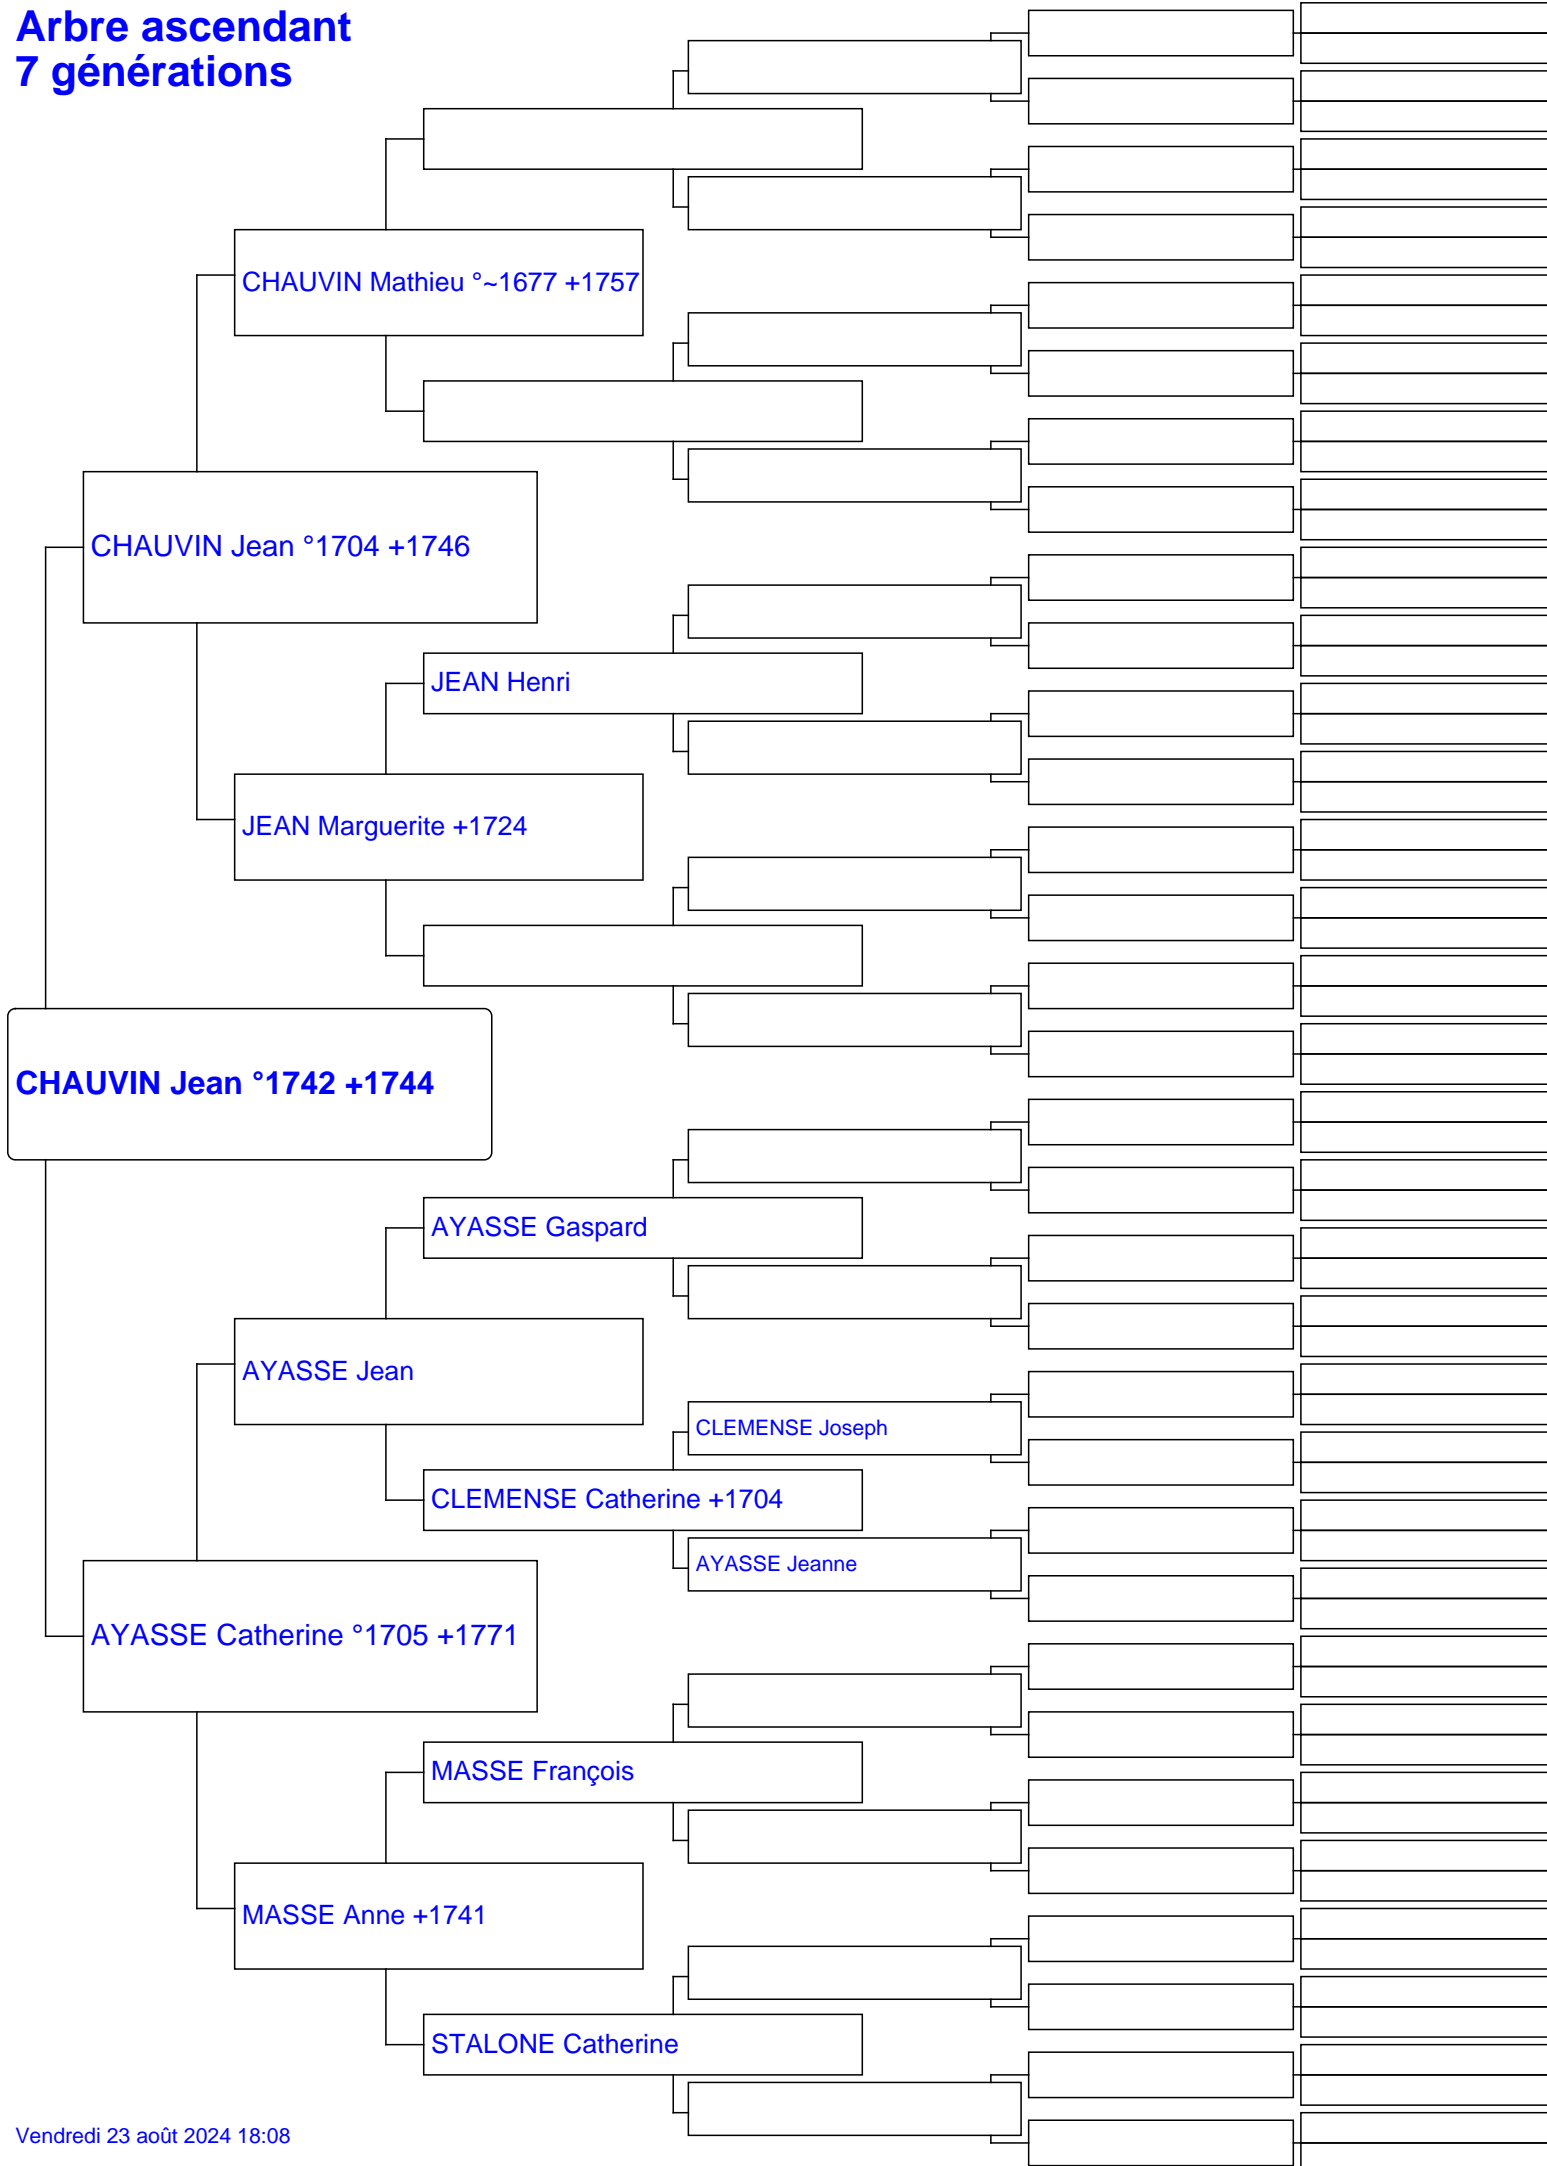 Arbre ascendant
7 générations
CHAUVIN Mathieu °~1677 +1757
CHAUVIN Jean °1704 +1746
JEAN Henri
JEAN Marguerite +1724
CHAUVIN Jean °1742 +1744
AYASSE Gaspard
AYASSE Jean
CLEMENSE Joseph
CLEMENSE Catherine +1704
AYASSE Jeanne
AYASSE Catherine °1705 +1771
MASSE François
MASSE Anne +1741
STALONE Catherine
Vendredi 23 août 2024 18:08